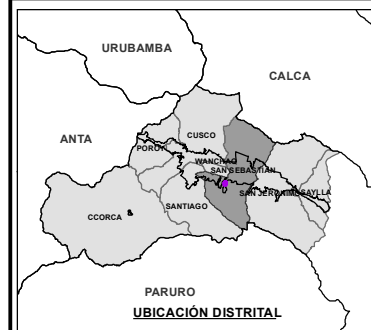 URUBAMBA
CALCA
ANTA
CUSCO
POROY
WANCHAQ
SAN SEBASTIAN
SAN JERONIMO
SAYLLA
SANTIAGO
CCORCA
PARURO
UBICACIÓN DISTRITAL